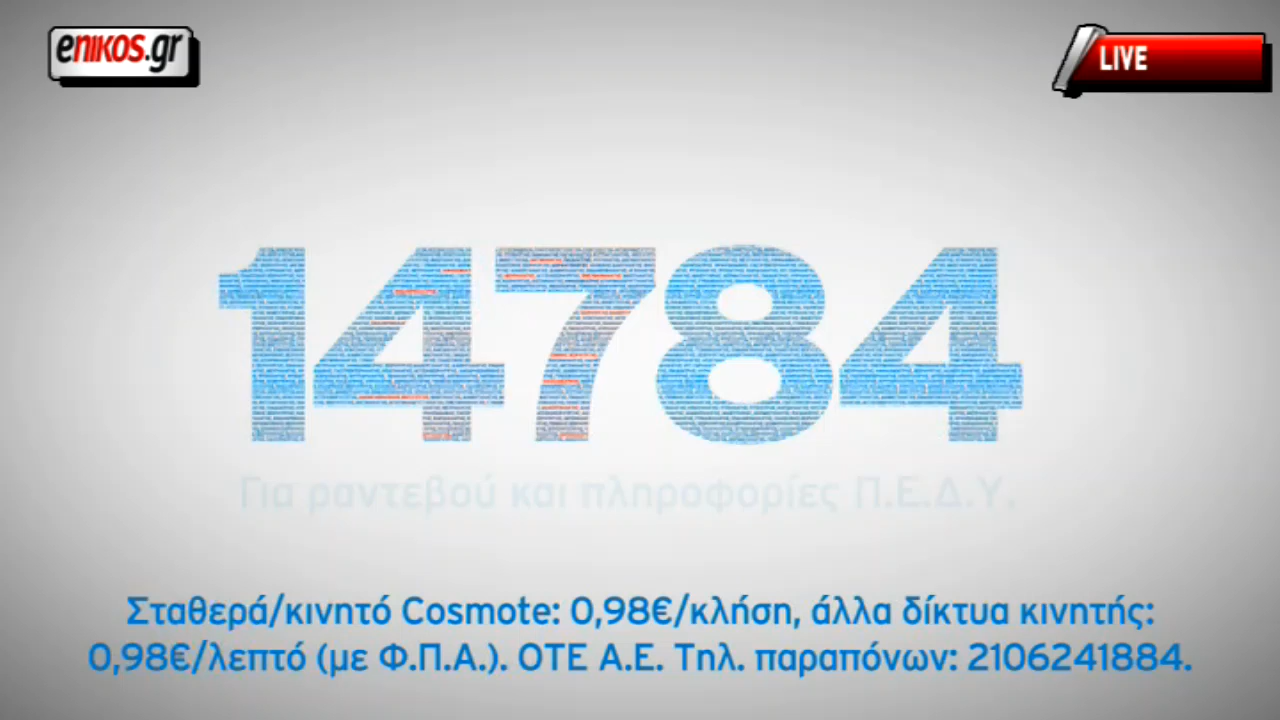 enikos.gr
LIVE
14784
Για ραντεβού και πληροφορίες Π.Ε.Δ.Υ.
Σταθερά/κινητό Cosmote: 0,98€/κλήση, άλλα δίκτυα κινητής:
0,98€/λεπτό (με Φ.Π.Α.). ΟΤΕ Α.Ε. Τηλ. παραπόνων: 2106241884.